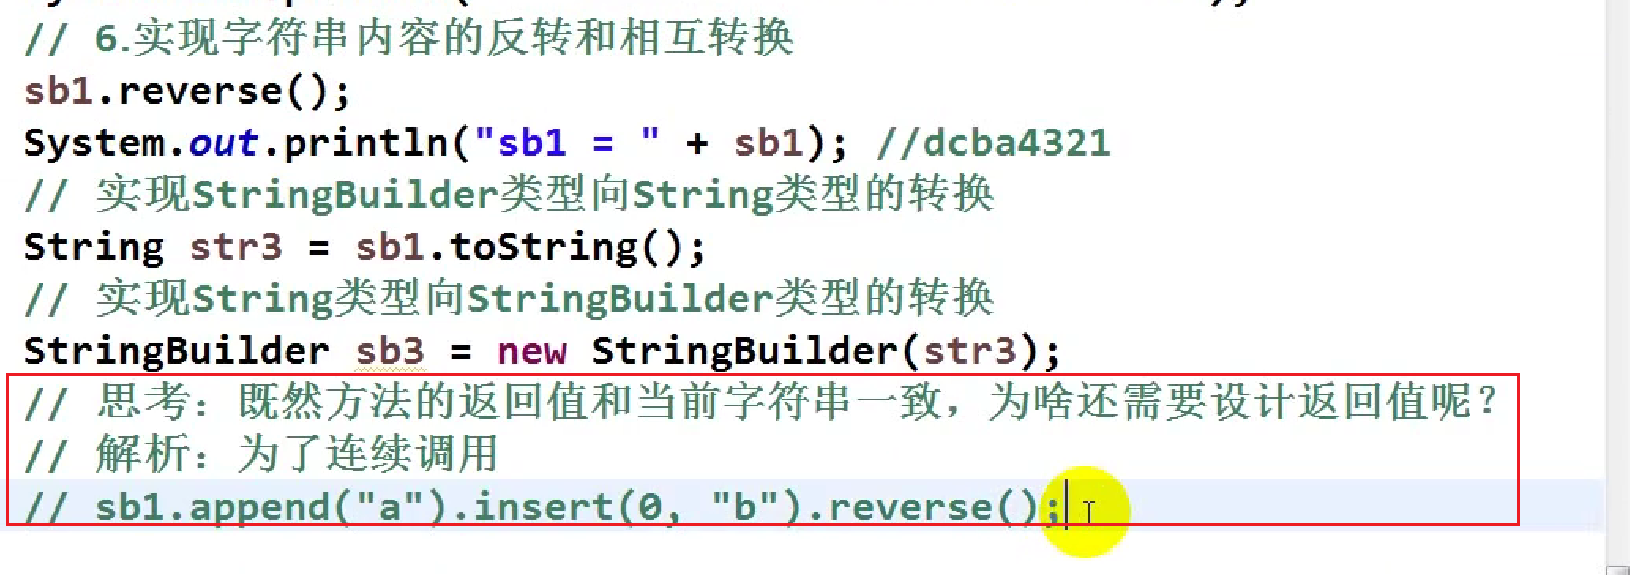 // 6.实现字符串内容的反转和相互转换
sb1.reverse();
System.out.println("sb1 = " + sb1); //dcba4321
// 实现StringBuilder类型向String类型的转换
String str3 = sb1.toString();
// 实现String类型向StringBuilder类型的转换
StringBuilder sb3 = new StringBuilder(str3);
// 思考：既然方法的返回值和当前字符串一致，为啥还需要设计返回值呢？
// 解析：为了连续调用
// sb1.append("a").insert(0, "b").reverse();